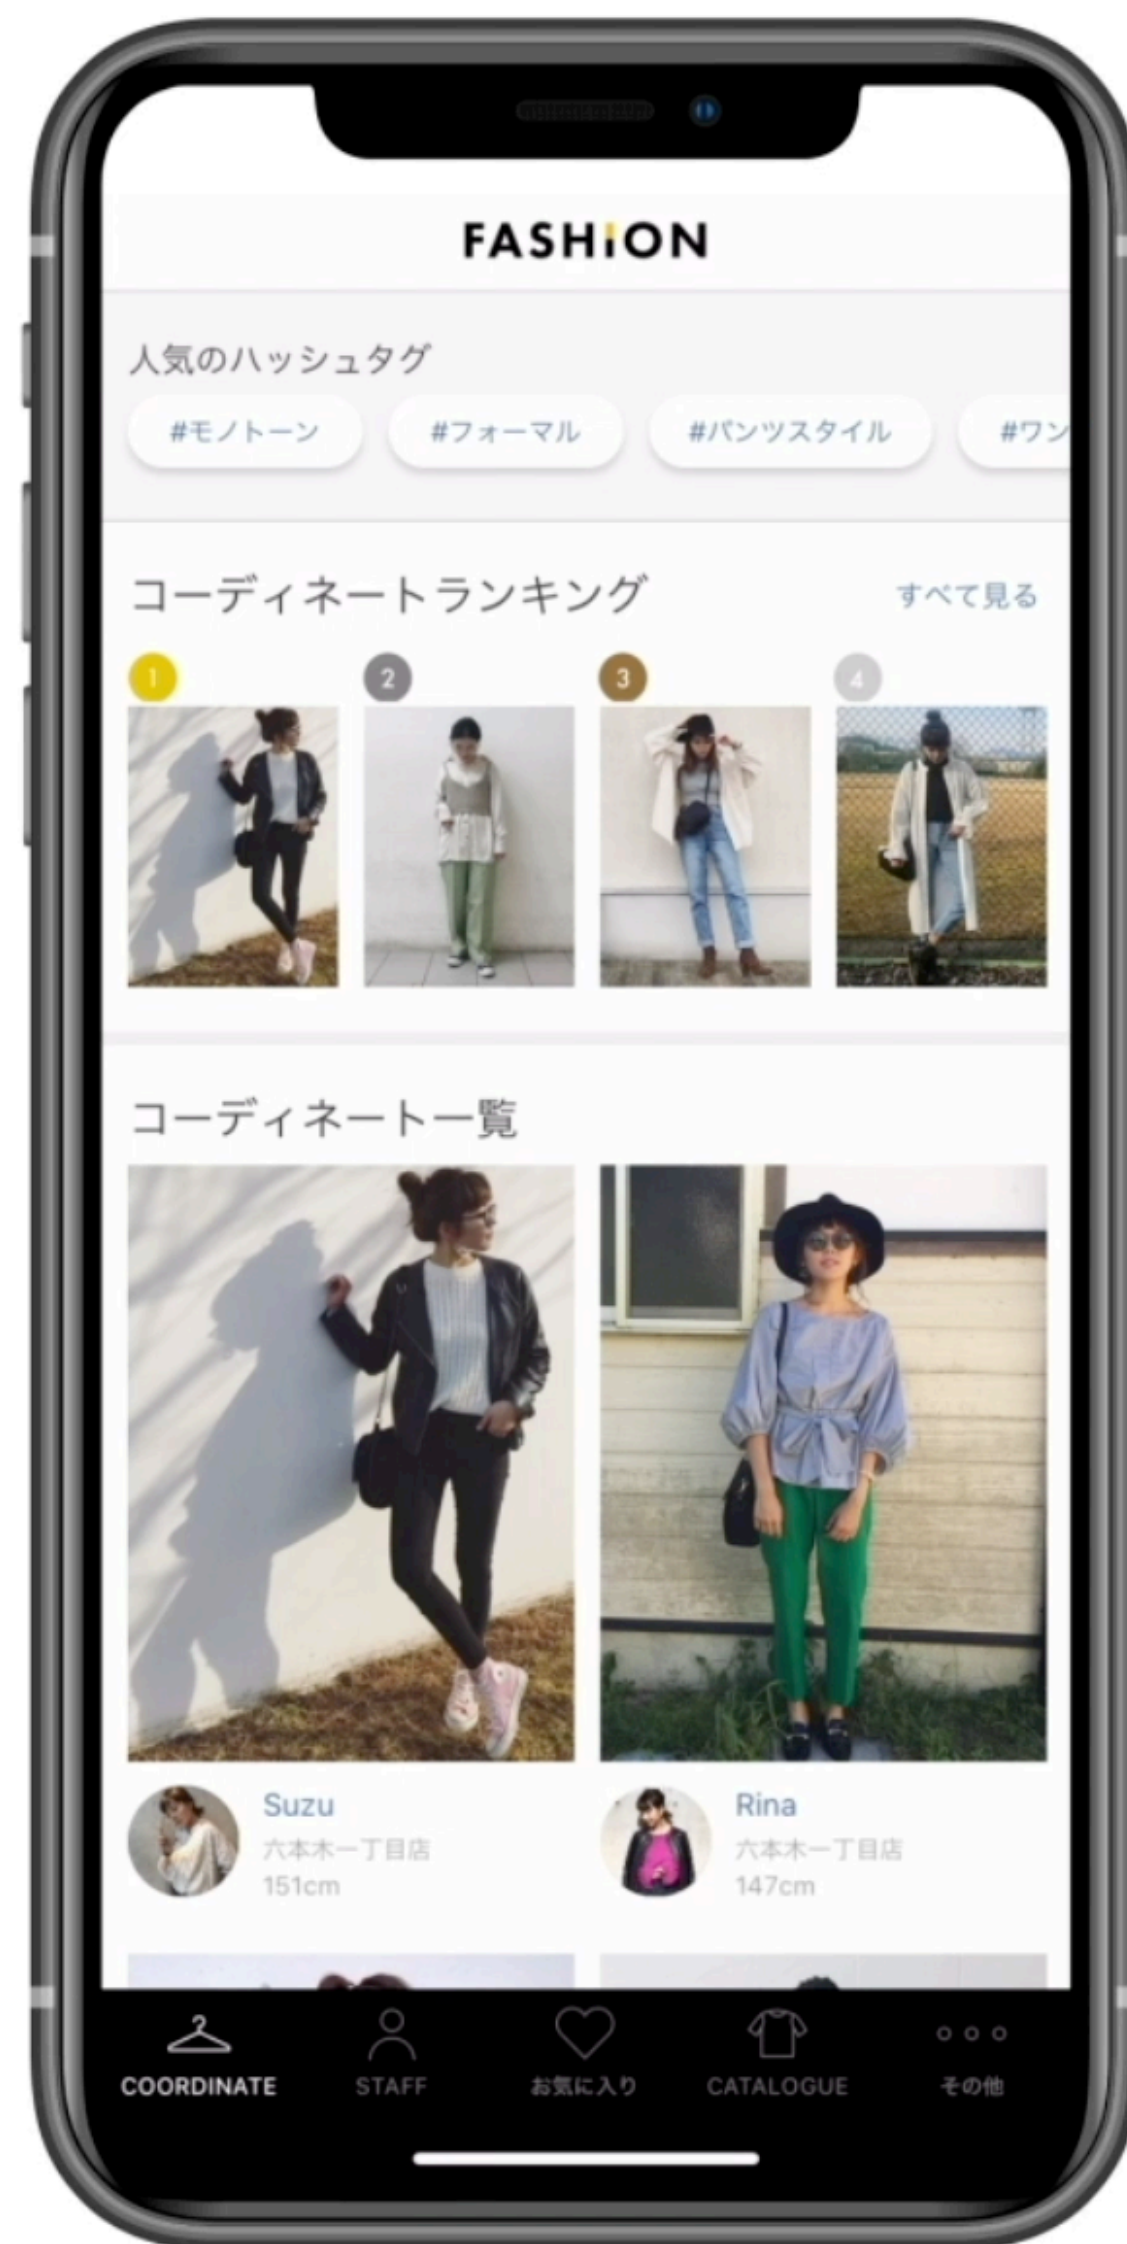 FASHION
人気のハッシュタグ
#モノトーン #フォーマル #パンツスタイル #ワン
コーディネートランキング すべて見る
1 2 3 4
コーディネート一覧
Suzu
六本木一丁目店
151cm
Rina
六本木一丁目店
147cm
COORDINATE STAFF お気に入り CATALOGUE その他